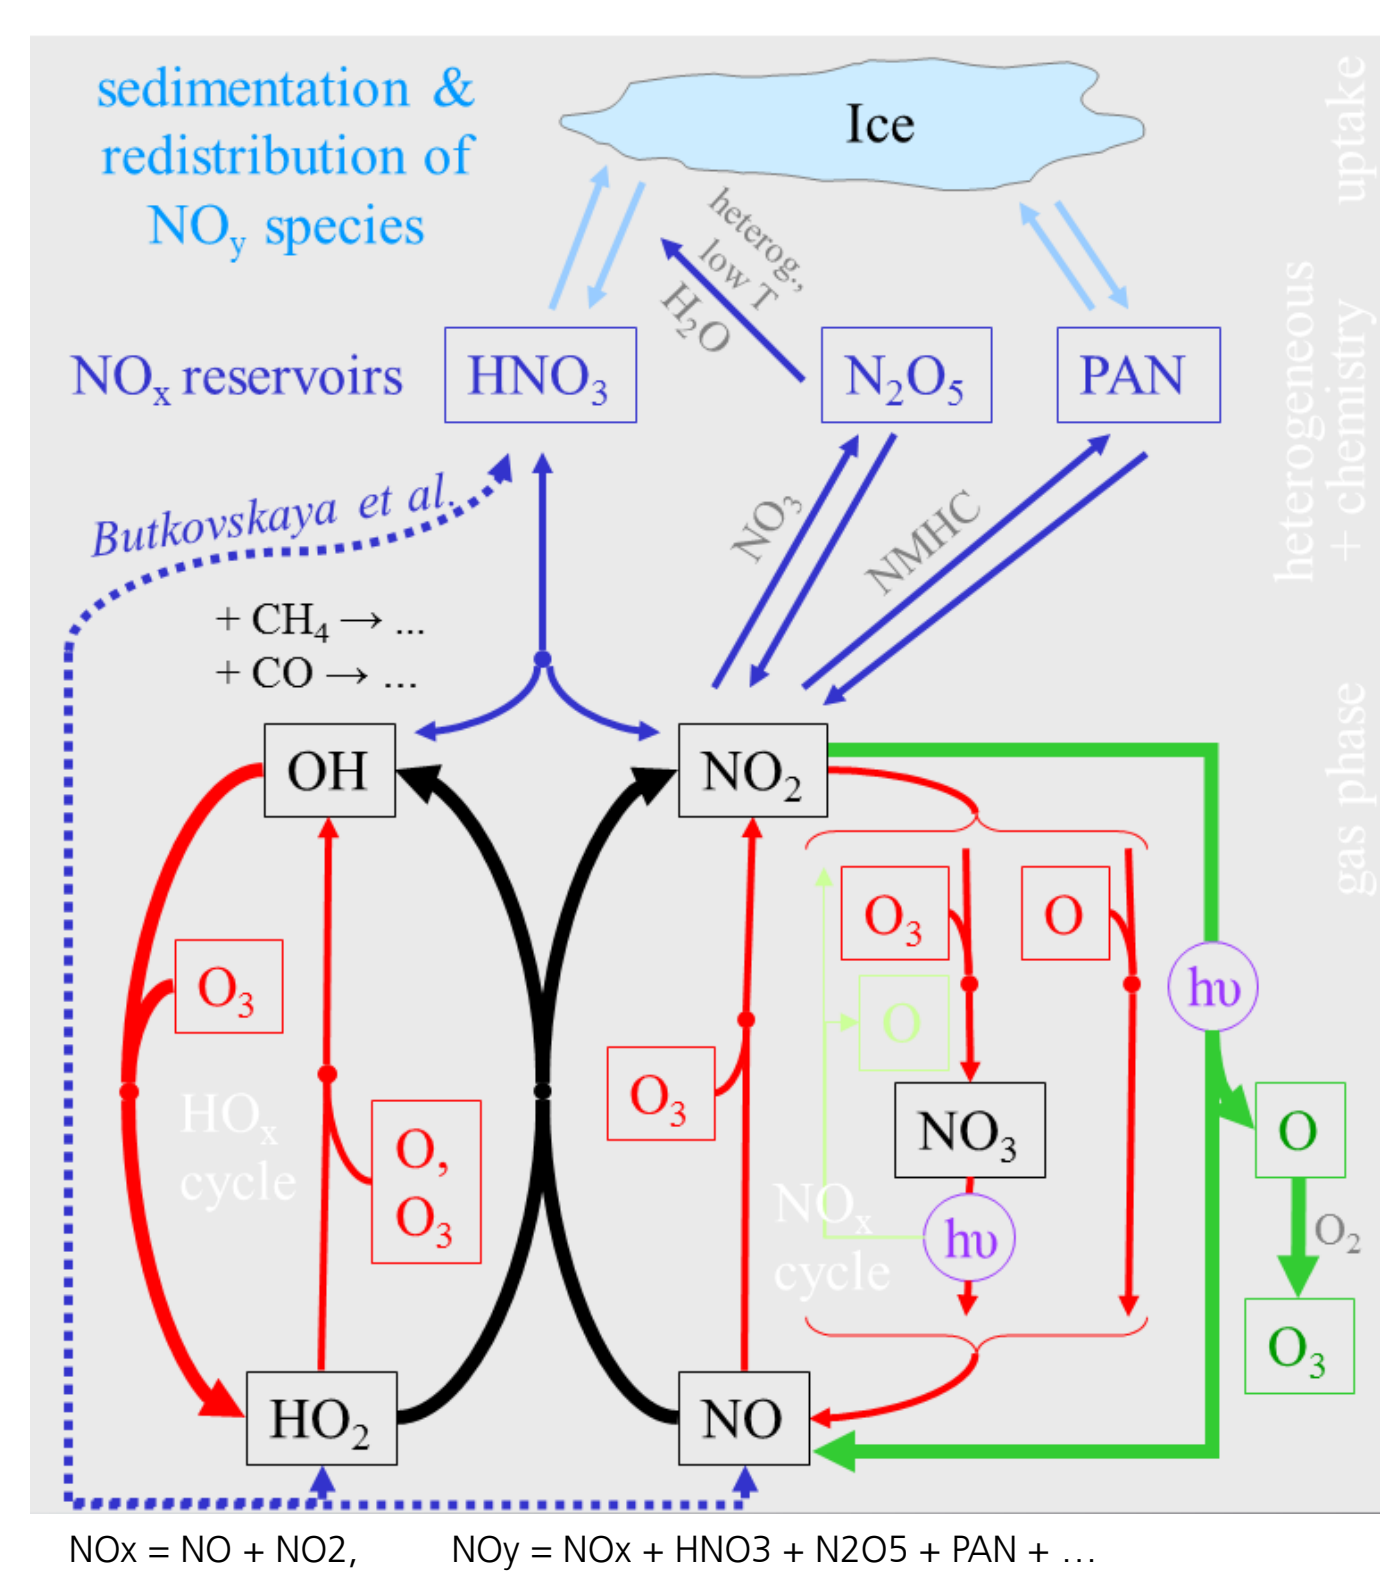 sedimentation &
redistribution of
NOy species
Ice
uptake
heterog.,
low T
H2O
heterogeneous
+ chemistry
NOx reservoirs
HNO3
N2O5
PAN
Butkovskaya et al.
NO3
NMHC
+ CH4 → ...
+ CO → ...
gas phase
OH
NO2
O3
O
O3
O
hυ
HOx
cycle
O,
O3
O3
NO3
O
O2
NOx
cycle
hυ
O3
HO2
NO
NOx = NO + NO2, NOy = NOx + HNO3 + N2O5 + PAN + …